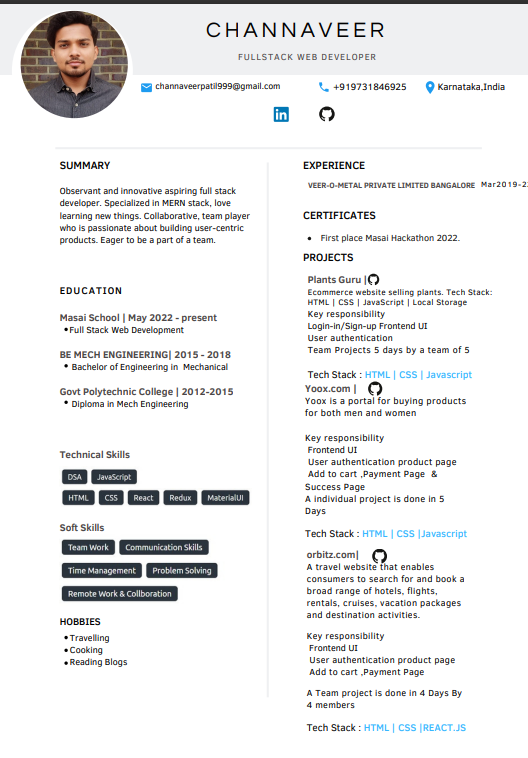 CHANNAVEER
FULLSTACK WEB DEVELOPER
channaveerpatil999@gmail.com
+919731846925
Karnataka,India
in
SUMMARY
Observant and innovative aspiring full stack
developer. Specialized in MERN stack, love
learning new things. Collaborative, team player
who is passionate about building user-centric
products. Eager to be a part of a team.
EDUCATION
Masai School | May 2022 - present
•Full Stack Web Development
BE MECH ENGINEERING| 2015 - 2018
• Bachelor of Engineering in Mechanical
Govt Polytechnic College | 2012-2015
• Diploma in Mech Engineering
Technical Skills
DSA JavaScript
HTML CSS React Redux MaterialUI
Soft Skills
Team Work Communication Skills
Time Management Problem Solving
Remote Work & Collboration
HOBBIES
•Travelling
•Cooking
•Reading Blogs
EXPERIENCE
VEER-O-METAL PRIVATE LIMITED BANGALORE Mar2019-2
CERTIFICATES
• First place Masai Hackathon 2022.
PROJECTS
Plants Guru |
Ecommerce website selling plants. Tech Stack:
HTML | CSS | JavaScript | Local Storage
Key responsibility
Login-in/Sign-up Frontend UI
User authentication
Team Projects 5 days by a team of 5
Tech Stack : HTML | CSS | Javascript
Yoox.com |
Yoox is a portal for buying products
for both men and women
Key responsibility
Frontend UI
User authentication product page
Add to cart ,Payment Page &
Success Page
A individual project is done in 5
Days
Tech Stack : HTML | CSS |Javascript
orbitz.com|
A travel website that enables
consumers to search for and book a
broad range of hotels, flights,
rentals, cruises, vacation packages
and destination activities.
Key responsibility
Frontend UI
User authentication product page
Add to cart ,Payment Page
A Team project is done in 4 Days By
4 members
Tech Stack : HTML | CSS |REACT.JS